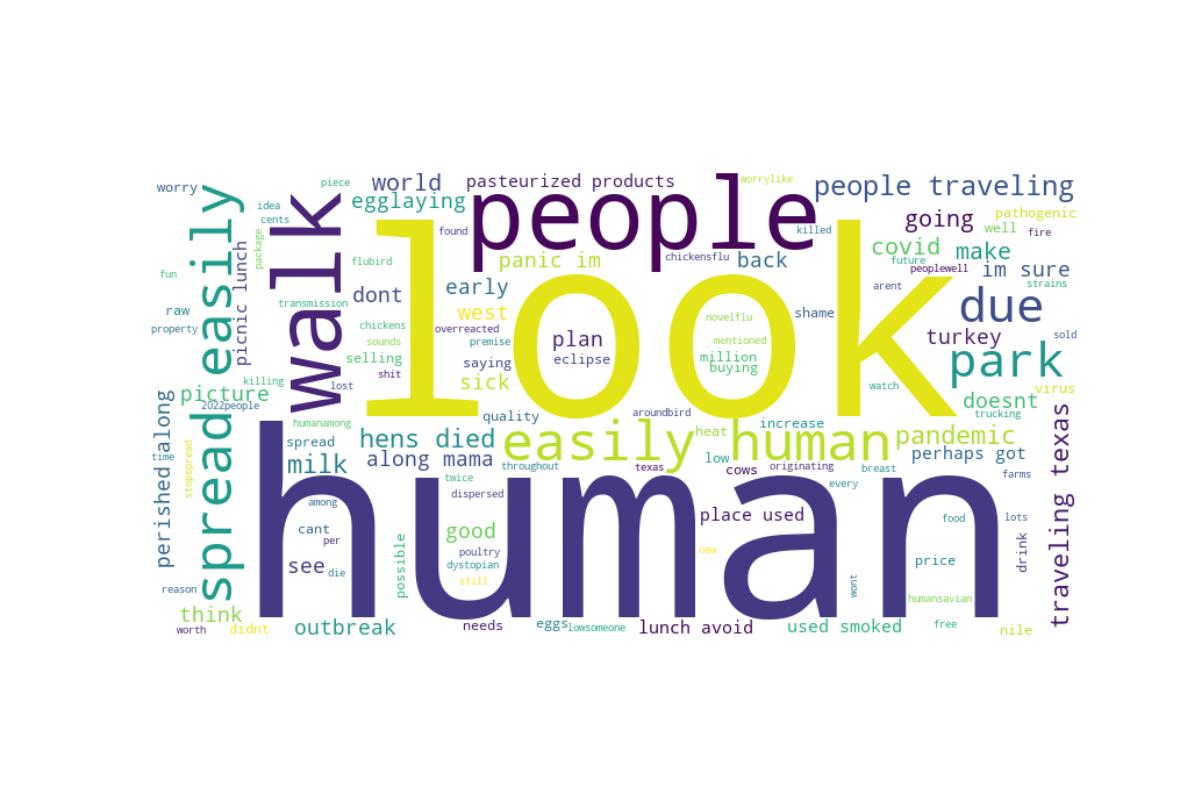 worry
piece
world
pasteurized products
worrylike
people traveling
idea
cents
egglaying
people
going
pathogenic
found
killed
well
fire
walk
spread easily
package
picnic lunch
look
covid
make
fun
flubird
panic im
chickensflu
back
future
peoplewell
im sure
strains
raw
transmission
dont
early
arent
due
property
chickens
west
novelflu
shame
overreacted
premise
plan
mentioned
turkey
sold
sounds
selling
saying
eclipse
million
buying
park
killing
lost
shit
sick
watch
doesnt
virus
picture
2022people
quality
aroundbird
trucking
humanamong
increase
perished along
spread
hens died
easily human
heat
pandemic
traveling texas
time
stopspread
milk
along mama
throughout
texas
low
cows
originating
breast
perhaps got
farms
human
twice
dispersed
every
among
place used
food
lots
cant
good
new
per
possible
poultry
price
drink
see
die
dystopian
still
wont
reason
humansavian
think
worth
didnt
outbreak
needs
eggs
lowsomeone
lunch avoid
used smoked
free
nile